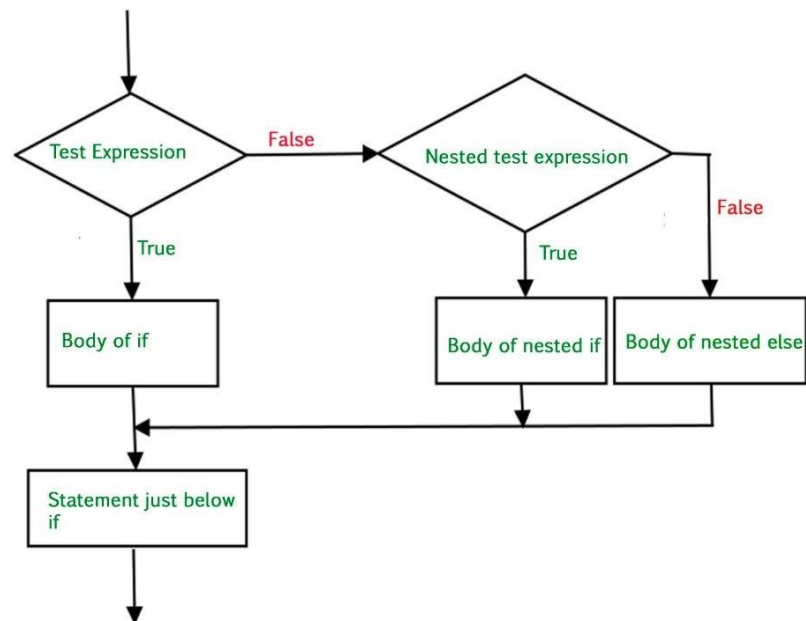 Test Expression
False
Nested test expression
False
True
True
Body of if
Body of nested if
Body of nested else
Statement just below
if